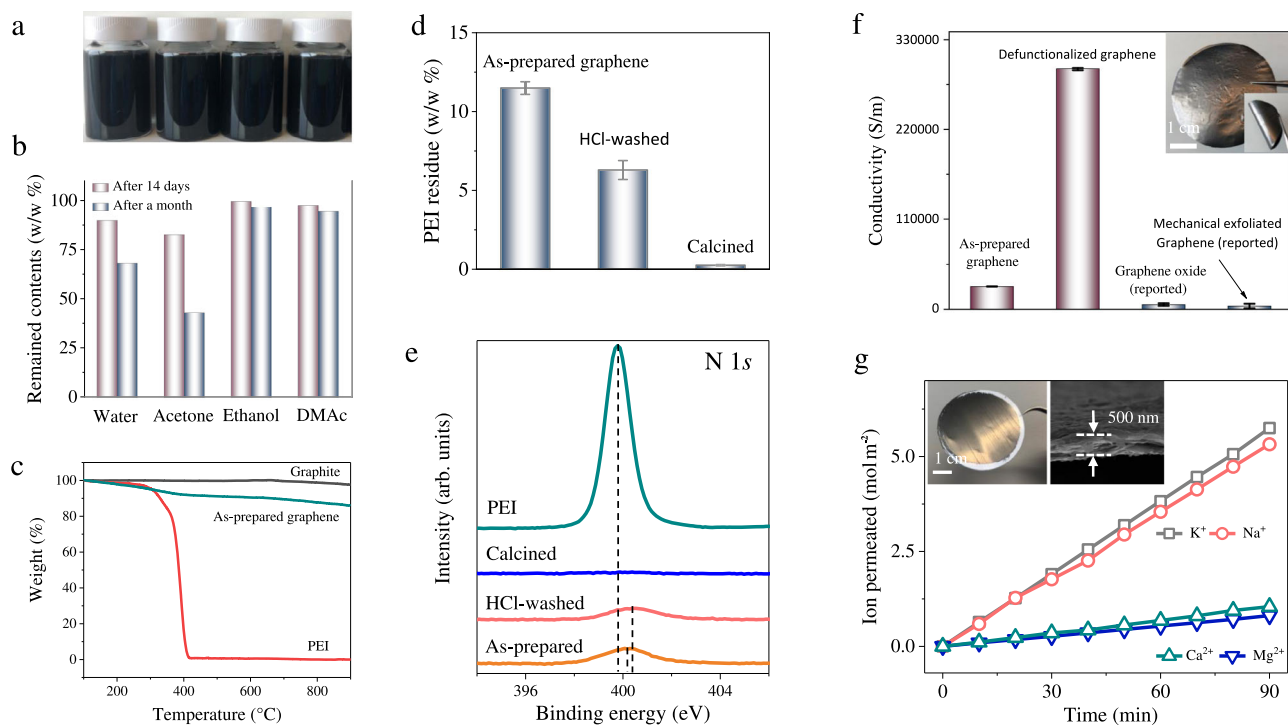 a
b
After 14 days
After a month
Remained contents (w/w %)
100
75
50
25
0
Water Acetone Ethanol DMAc
c
Graphite
As-prepared graphene
PEI
Weight (%)
100
80
60
40
20
0
200 400 600 800
Temperature (°C)
d
As-prepared graphene
HCl-washed
Calcined
PEI residue (w/w %)
15
10
5
0
e
N 1s
PEI
Calcined
HCl-washed
As-prepared
Intensity (arb. units)
396 400 404
Binding energy (eV)
f
Conductivity (S/m)
330000
220000
110000
0
Defunctionalized graphene
As-prepared
graphene
Graphene oxide
(reported)
Mechanical exfoliated
Graphene (reported)
1 cm
g
1 cm
500 nm
Ion permeated (mol m⁻²)
5.0
2.5
0.0
K⁺ Na⁺
Ca²⁺ Mg²⁺
0 30 60 90
Time (min)